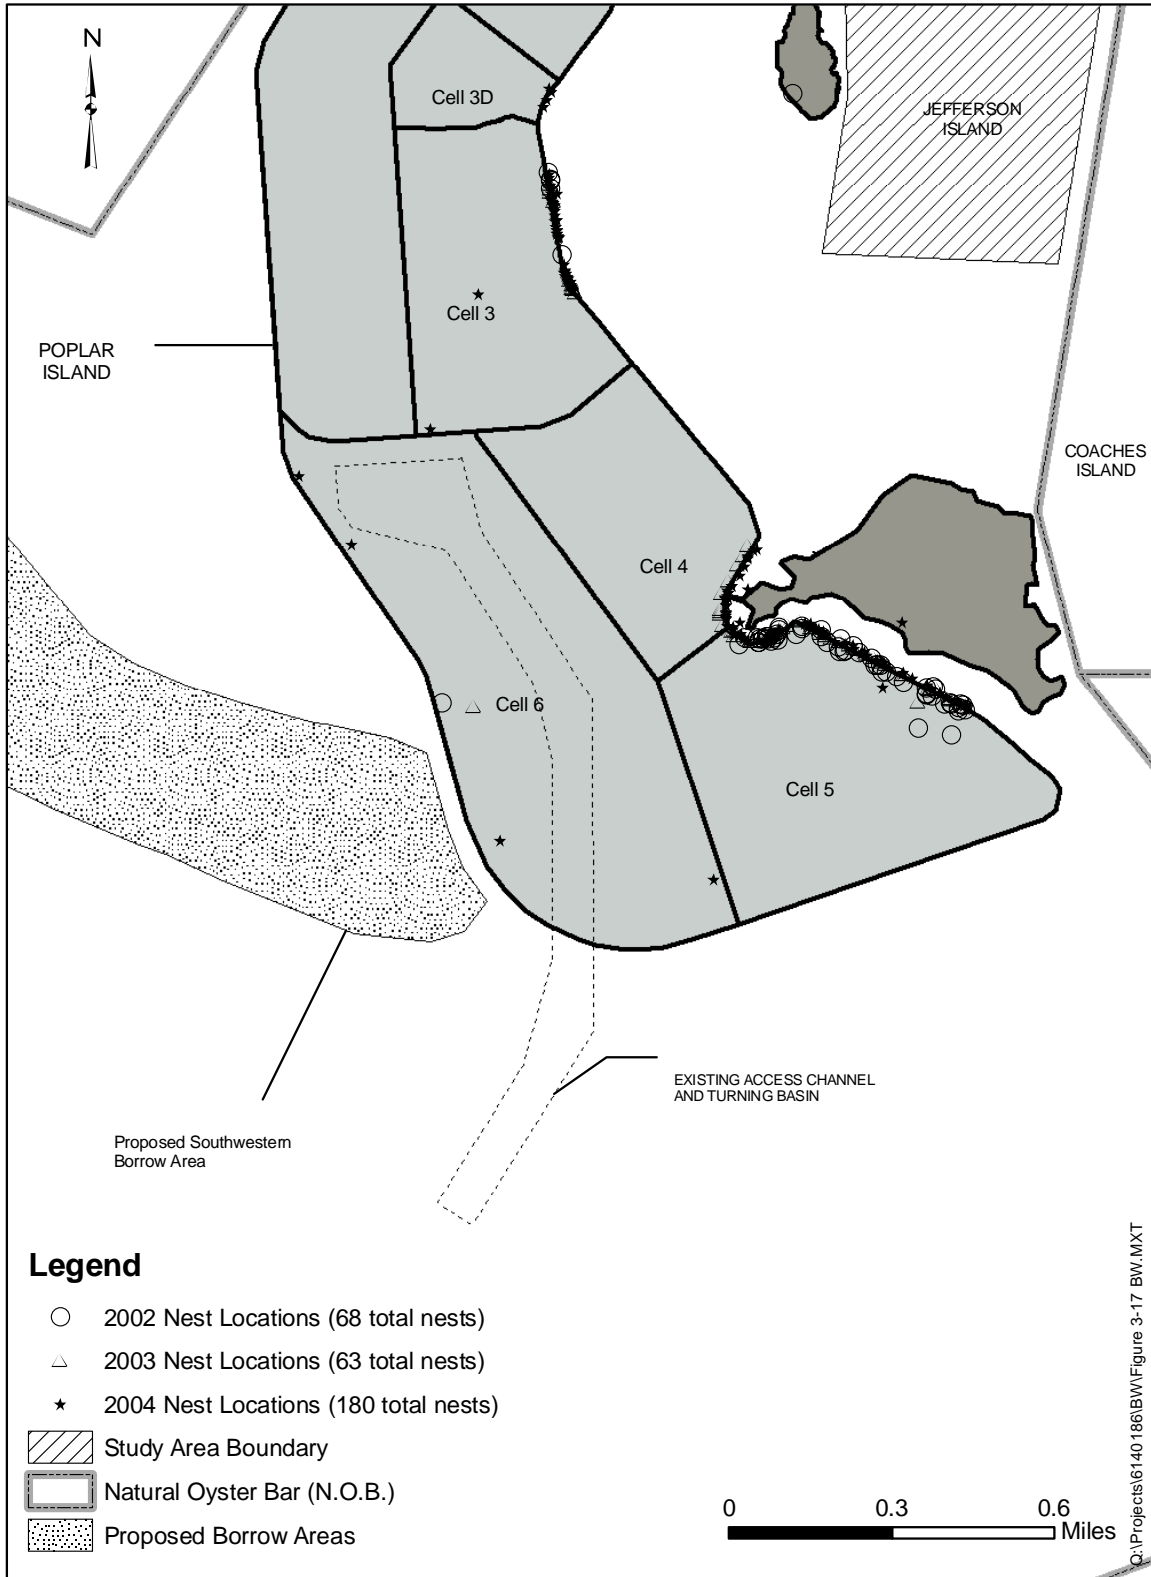 N
Cell 3D
JEFFERSON
ISLAND
Cell 3
POPLAR
ISLAND
COACHES
ISLAND
Cell 4
Cell 6
Cell 5
EXISTING ACCESS CHANNEL
AND TURNING BASIN
Proposed Southwestern
Borrow Area
Legend
2002 Nest Locations (68 total nests)
2003 Nest Locations (63 total nests)
2004 Nest Locations (180 total nests)
Study Area Boundary
Natural Oyster Bar (N.O.B.)
Proposed Borrow Areas
0 0.3 0.6
Miles
Q:\Projects\6140186\BW\Figure 3-17 BW.MXT